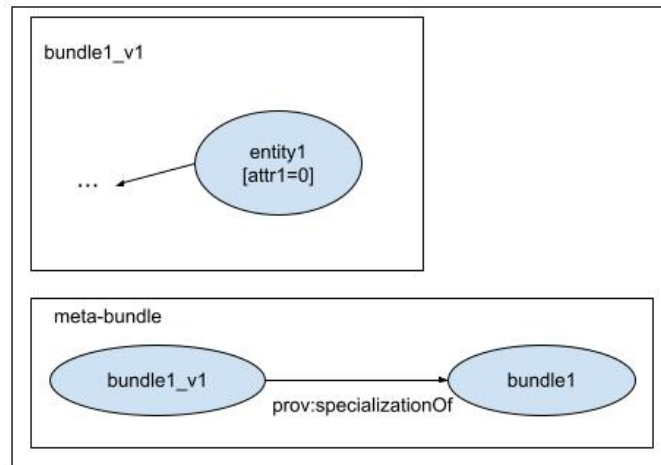 bundle1_v1
entity1
[attr1=0]
...
meta-bundle
bundle1_v1
bundle1
prov:specializationOf